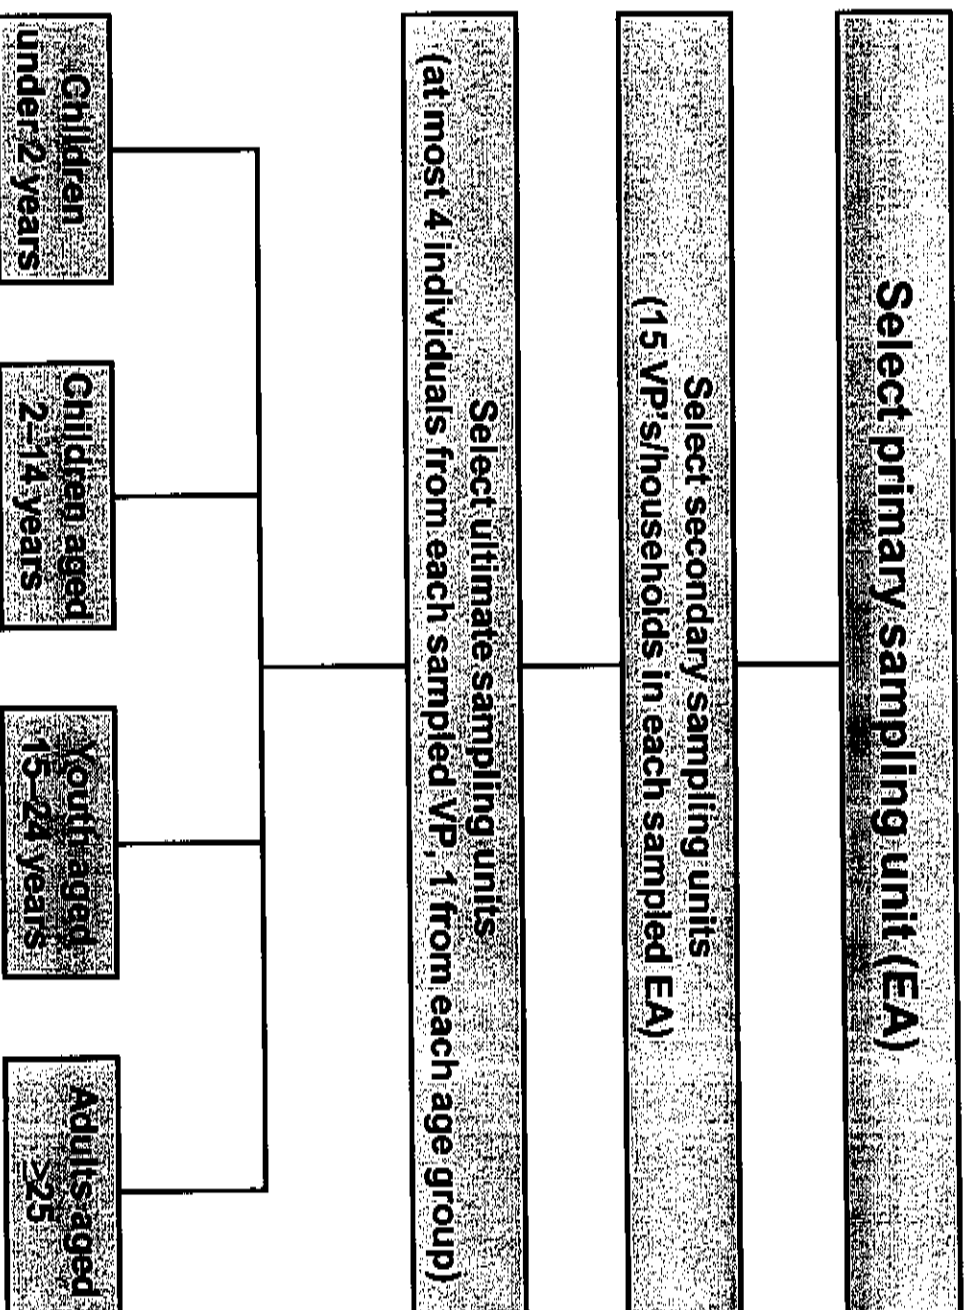 Select primary sampling unit (EA)
Select secondary sampling units
(15 VP's/households in each sampled EA)
Select ultimate sampling units
(at most 4 individuals from each sampled VP, 1 from each age group)
Children
under 2 years
Children aged
2–14 years
Youth aged
15–24 years
Adults aged
>25